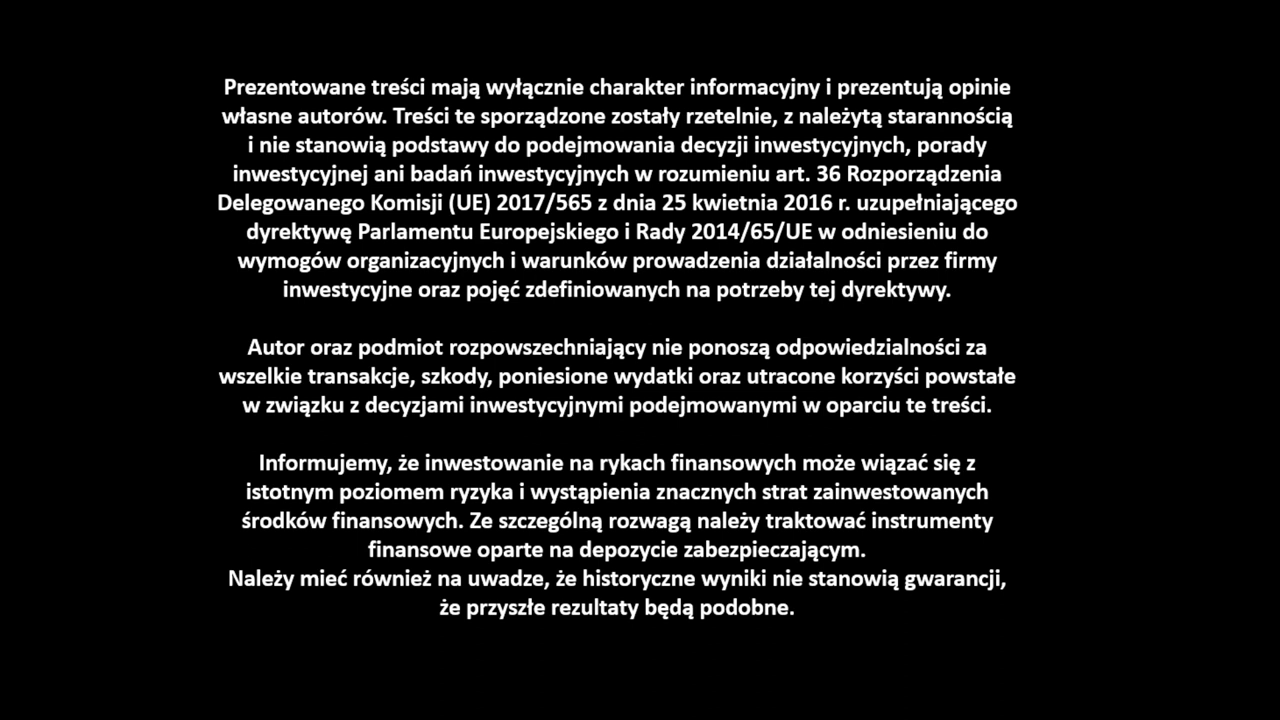 Prezentowane treści mają wyłącznie charakter informacyjny i prezentują opinie
własne autorów. Treści te sporządzone zostały rzetelnie, z należytą starannością
i nie stanowią podstawy do podejmowania decyzji inwestycyjnych, porady
inwestycyjnej ani badań inwestycyjnych w rozumieniu art. 36 Rozporządzenia
Delegowanego Komisji (UE) 2017/565 z dnia 25 kwietnia 2016 r. uzupełniającego
dyrektywę Parlamentu Europejskiego i Rady 2014/65/UE w odniesieniu do
wymogów organizacyjnych i warunków prowadzenia działalności przez firmy
inwestycyjne oraz pojęć zdefiniowanych na potrzeby tej dyrektywy.
Autor oraz podmiot rozpowszechniający nie ponoszą odpowiedzialności za
wszelkie transakcje, szkody, poniesione wydatki oraz utracone korzyści powstałe
w związku z decyzjami inwestycyjnymi podejmowanymi w oparciu te treści.
Informujemy, że inwestowanie na rykach finansowych może wiązać się z
istotnym poziomem ryzyka i wystąpienia znacznych strat zainwestowanych
środków finansowych. Ze szczególną rozwagą należy traktować instrumenty
finansowe oparte na depozycie zabezpieczającym.
Należy mieć również na uwadze, że historyczne wyniki nie stanowią gwarancji,
że przyszłe rezultaty będą podobne.